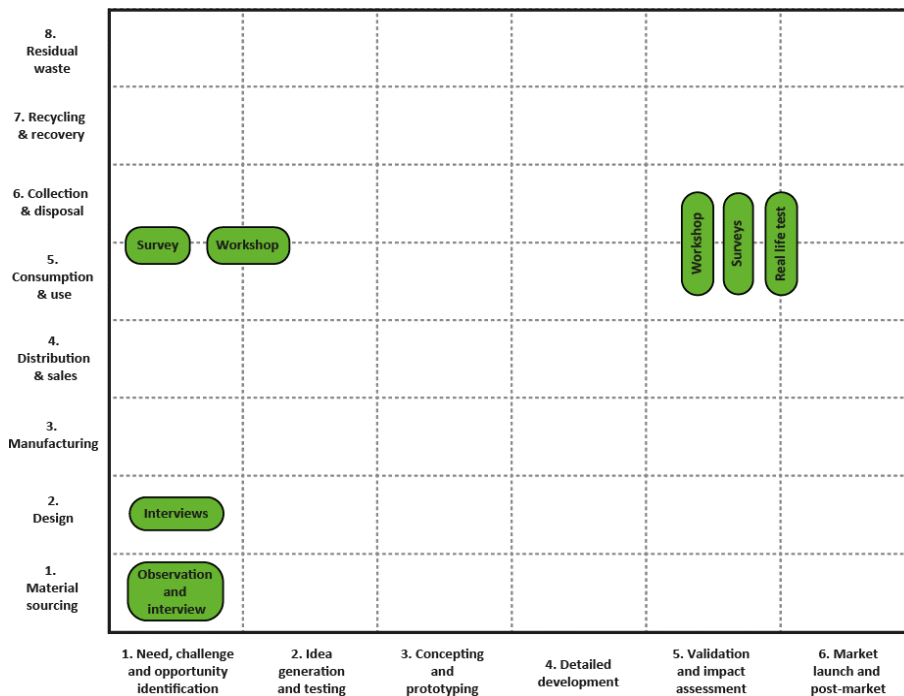 8.
Residual
waste
7. Recycling
& recovery
6. Collection
& disposal
5.
Consumption
& use
4.
Distribution
& sales
3.
Manufacturing
2.
Design
1.
Material
sourcing
Survey
Workshop
Workshop
Surveys
Real life test
Interviews
Observation
and
interview
1. Need, challenge
and opportunity
identification
2. Idea
generation
and testing
3. Concepting
and
prototyping
4. Detailed
development
5. Validation
and impact
assessment
6. Market
launch and
post-market